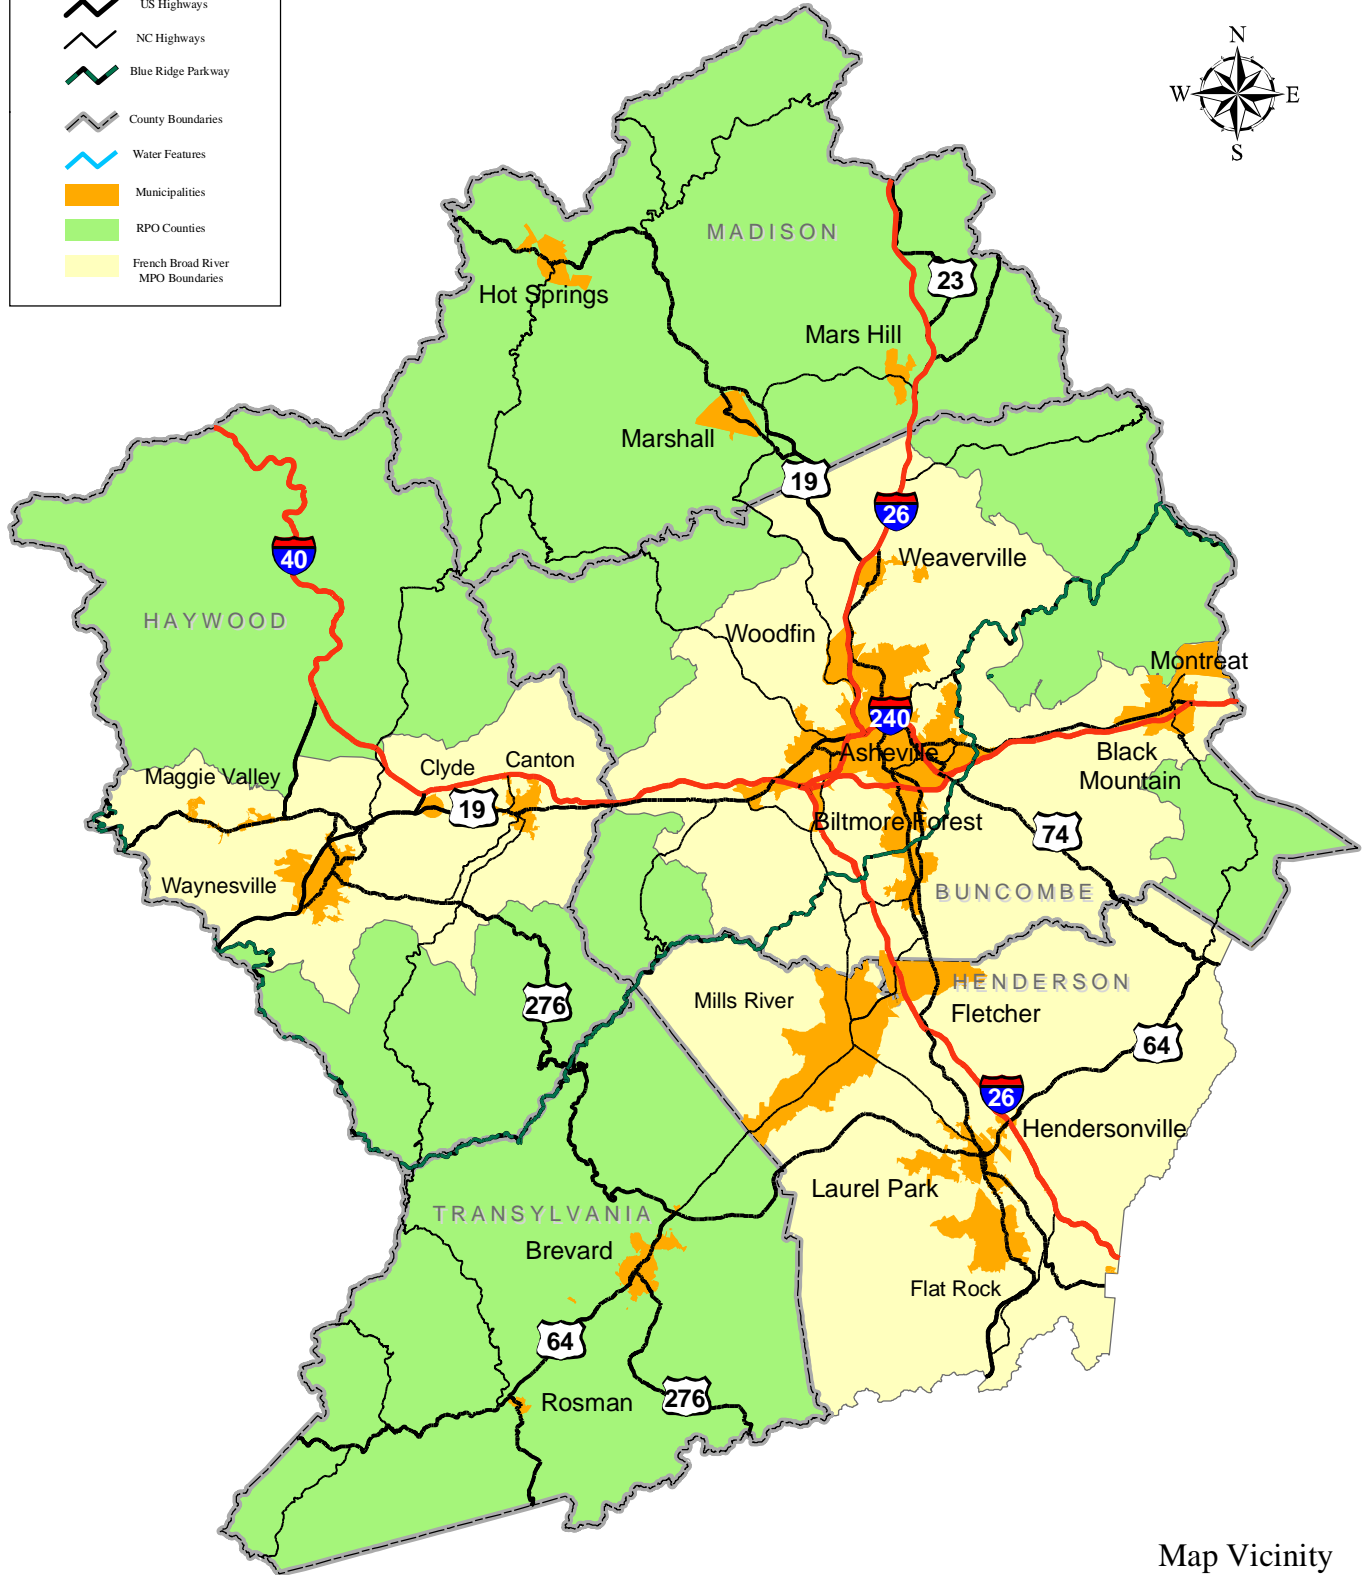 US Highways
NC Highways
Blue Ridge Parkway
County Boundaries
Water Features
Municipalities
RPO Counties
French Broad River
MPO Boundaries
N
W E
S
MADISON
23
Hot Springs
Mars Hill
Marshall
19
26
40
Weaverville
HAYWOOD
Woodfin
Montreat
240
Asheville
Black
Mountain
Maggie Valley
Clyde
Canton
19
Biltmore Forest
74
Waynesville
BUNCOMBE
276
Mills River
HENDERSON
Fletcher
64
26
Hendersonville
Laurel Park
TRANSYLVANIA
Brevard
Flat Rock
64
276
Rosman
Map Vicinity